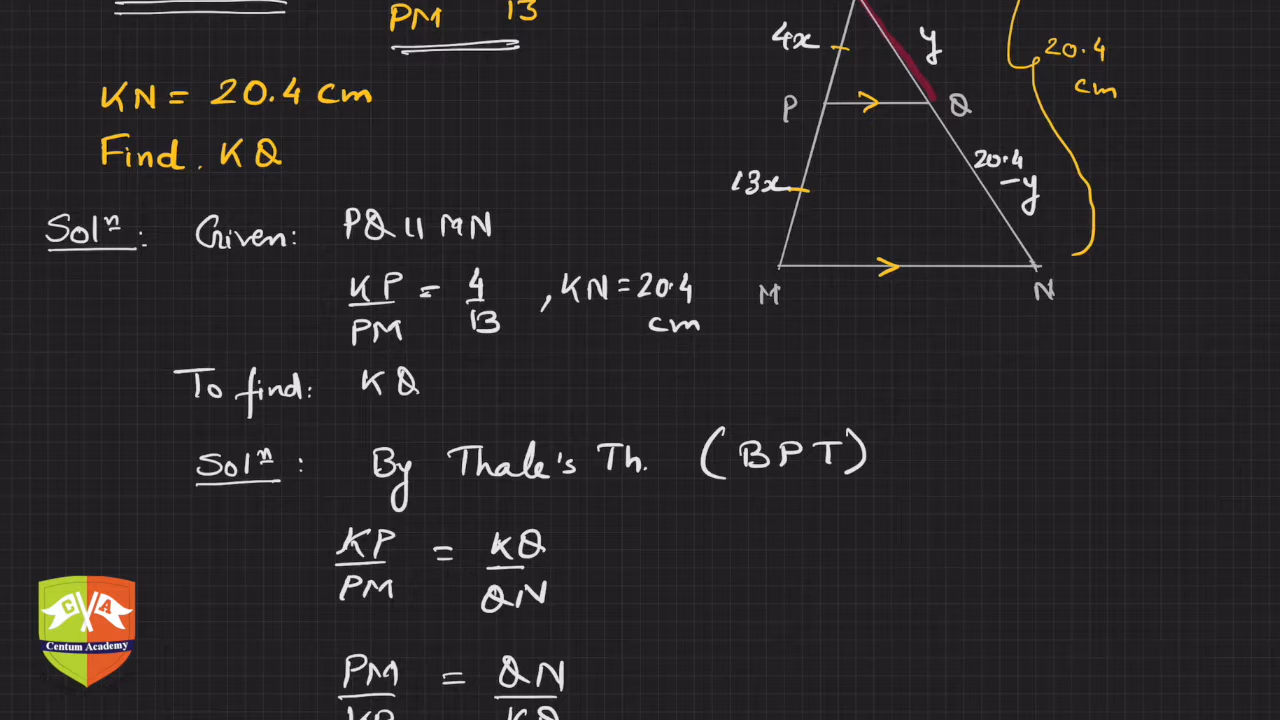 PM 13
KN = 20.4 cm
Find. KQ
Solⁿ: Given: PQ || MN
KP/PM = 4/13, KN = 20.4 cm
To find: KQ
Solⁿ: By Thale's Th. (BPT)
KP/PM = KQ/QN
PM/KP = QN/KQ
4x
y
20.4 cm
P
Q
13x
20.4 - y
M
N
C A
Centum Academy